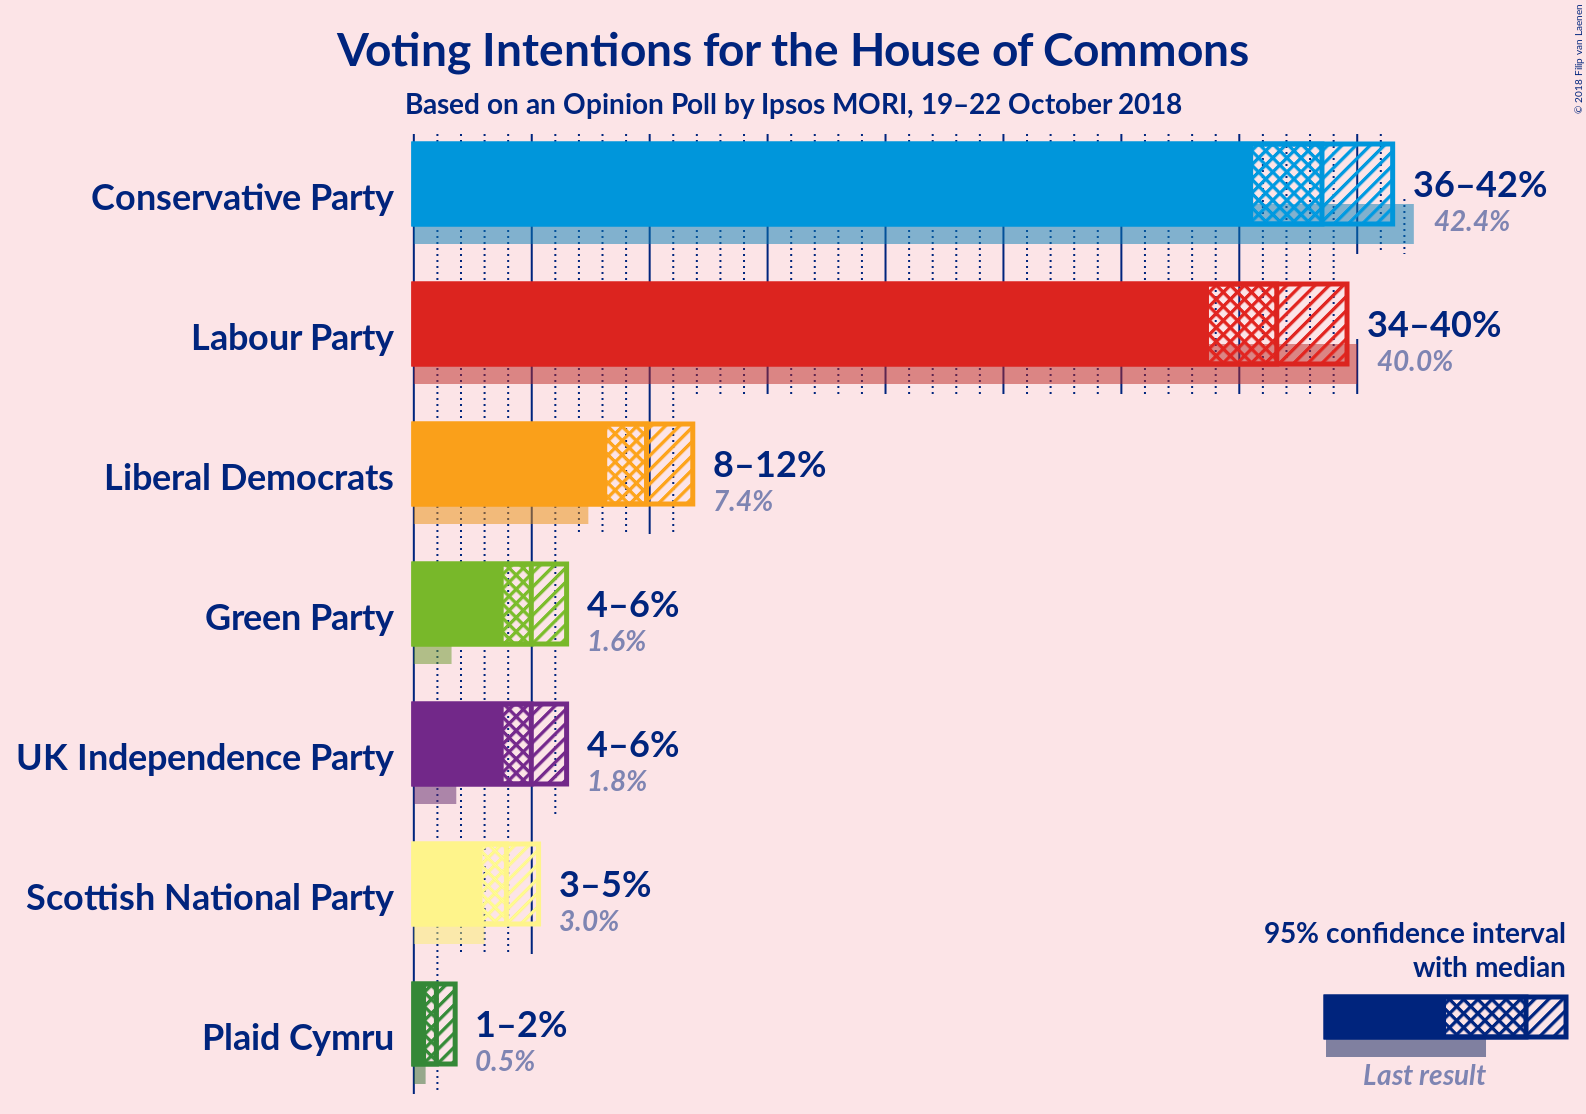 Voting Intentions for the House of Commons
Based on an Opinion Poll by Ipsos MORI, 19–22 October 2018
© 2018 Filip van Laenen
Conservative Party
36–42%
42.4%
Labour Party
34–40%
40.0%
Liberal Democrats
8–12%
7.4%
Green Party
4–6%
1.6%
UK Independence Party
4–6%
1.8%
Scottish National Party
3–5%
3.0%
Plaid Cymru
1–2%
0.5%
95% confidence interval
with median
Last result